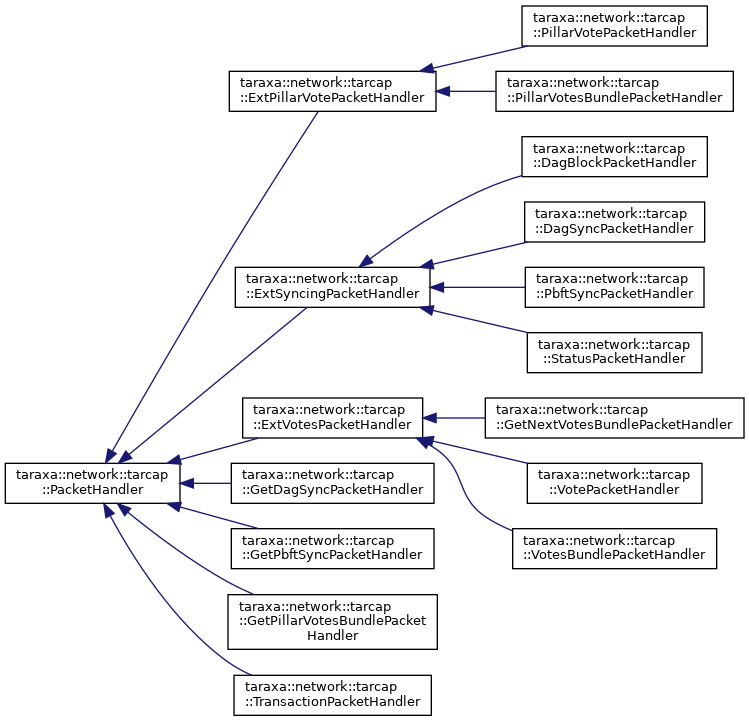 taraxa::network::tarcap
::PillarVotePacketHandler
taraxa::network::tarcap
::ExtPillarVotePacketHandler
taraxa::network::tarcap
::PillarVotesBundlePacketHandler
taraxa::network::tarcap
::DagBlockPacketHandler
taraxa::network::tarcap
::DagSyncPacketHandler
taraxa::network::tarcap
::ExtSyncingPacketHandler
taraxa::network::tarcap
::PbftSyncPacketHandler
taraxa::network::tarcap
::StatusPacketHandler
taraxa::network::tarcap
::ExtVotesPacketHandler
taraxa::network::tarcap
::GetNextVotesBundlePacketHandler
taraxa::network::tarcap
::PacketHandler
taraxa::network::tarcap
::GetDagSyncPacketHandler
taraxa::network::tarcap
::VotePacketHandler
taraxa::network::tarcap
::GetPbftSyncPacketHandler
taraxa::network::tarcap
::VotesBundlePacketHandler
taraxa::network::tarcap
::GetPillarVotesBundlePacket
Handler
taraxa::network::tarcap
::TransactionPacketHandler